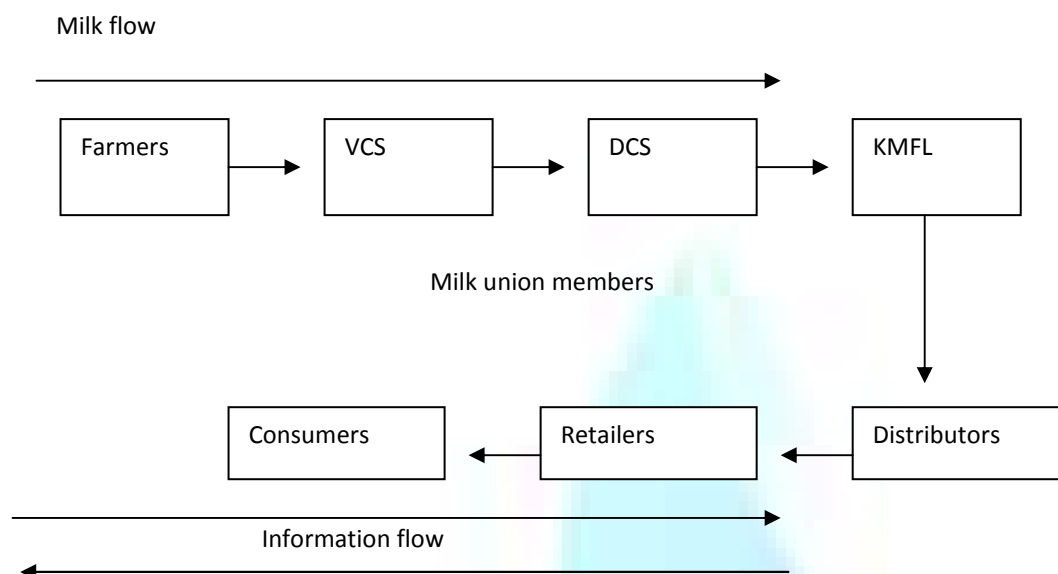 Milk flow
Farmers
VCS
DCS
KMFL
Milk union members
Consumers
Retailers
Distributors
Information flow